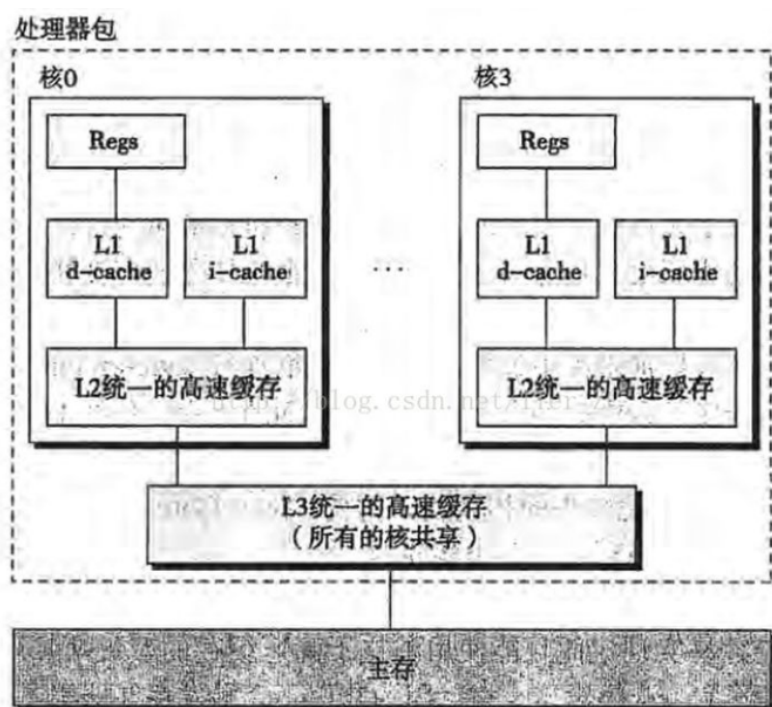 处理器包
核0
核3
Regs
Regs
L1
d-cache
L1
i-cache
...
L1
d-cache
L1
i-cache
L2统一的高速缓存
L2统一的高速缓存
L3统一的高速缓存
（所有的核共享）
主存